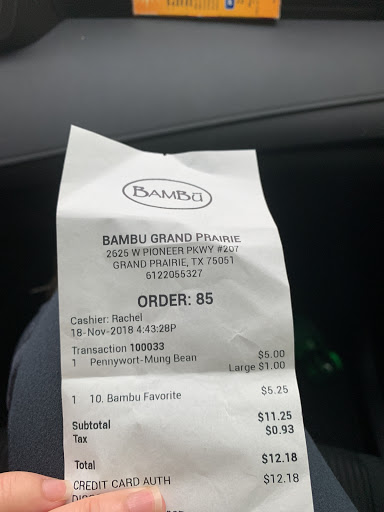 BAMBŪ
BAMBU GRAND PRAIRIE
2625 W PIONEER PKWY #207
GRAND PRAIRIE, TX 75051
6122055327
ORDER: 85
Cashier: Rachel
18-Nov-2018 4:43:28P
Transaction 100033
1 Pennywort-Mung Bean $5.00
Large $1.00
1 10. Bambu Favorite $5.25
Subtotal $11.25
Tax $0.93
Total $12.18
CREDIT CARD AUTH $12.18